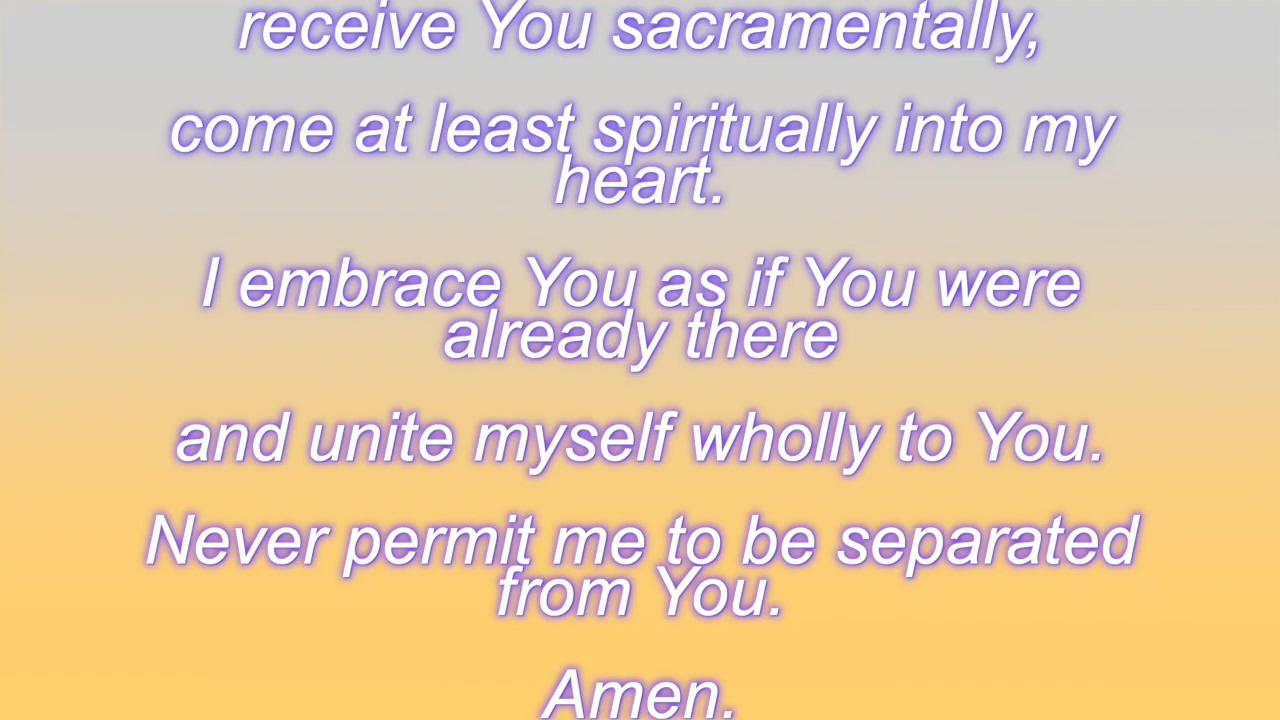 receive You sacramentally,
come at least spiritually into my
heart.
I embrace You as if You were
already there
and unite myself wholly to You.
Never permit me to be separated
from You.
Amen.